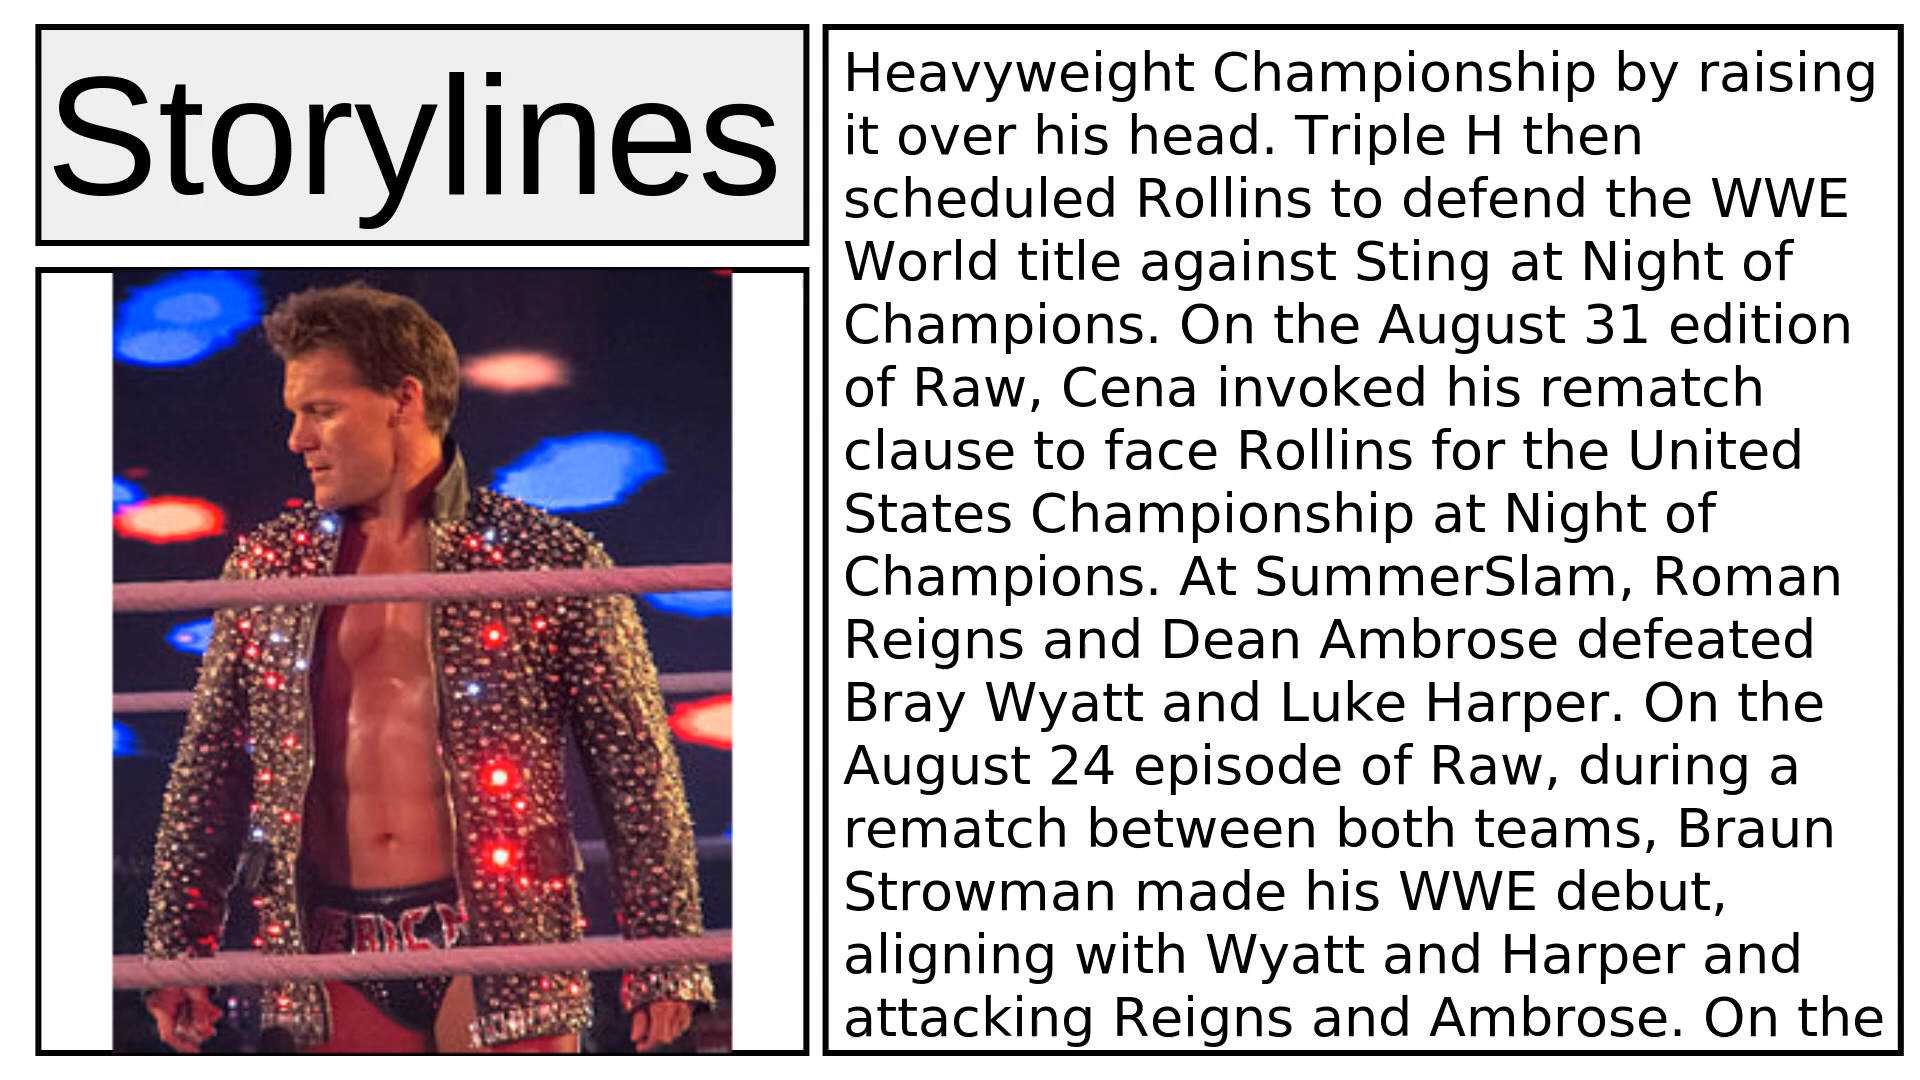 Storylines
Heavyweight Championship by raising
it over his head. Triple H then
scheduled Rollins to defend the WWE
World title against Sting at Night of
Champions. On the August 31 edition
of Raw, Cena invoked his rematch
clause to face Rollins for the United
States Championship at Night of
Champions. At SummerSlam, Roman
Reigns and Dean Ambrose defeated
Bray Wyatt and Luke Harper. On the
August 24 episode of Raw, during a
rematch between both teams, Braun
Strowman made his WWE debut,
aligning with Wyatt and Harper and
attacking Reigns and Ambrose. On the